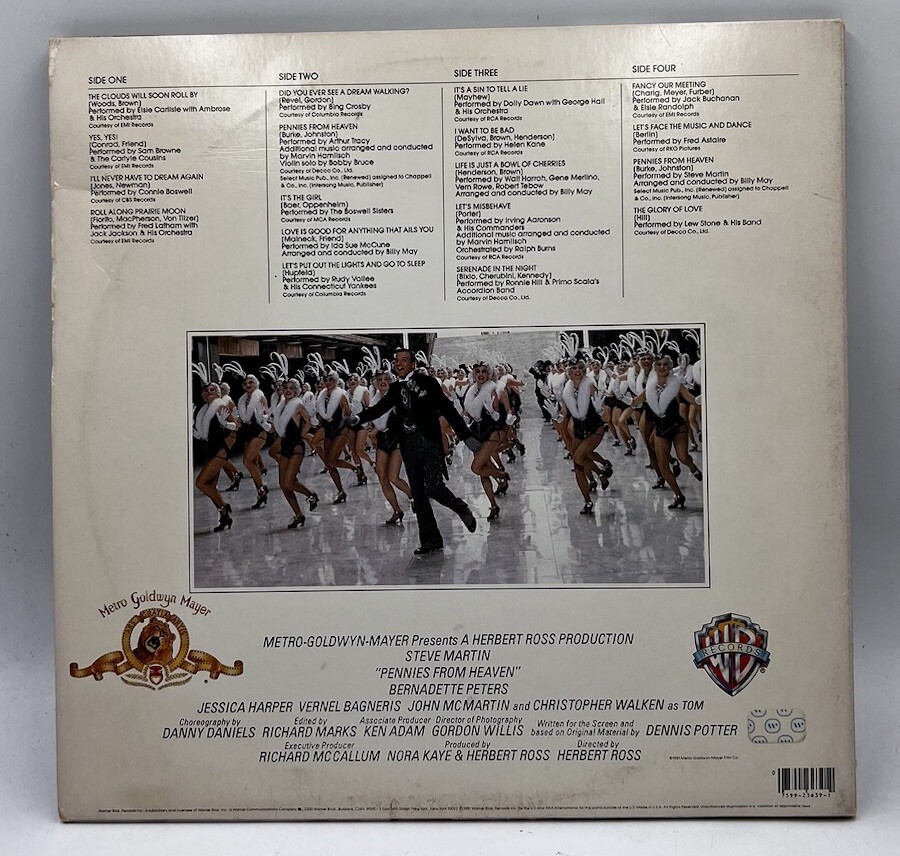 SIDE ONE
THE CLOUDS WILL SOON ROLL BY
(Woods, Brown)
Performed by Elsie Carlisle with Ambrose
& His Orchestra
Courtesy of EMI Records
YES, YES!
(Conrad, Friend)
Performed by Sam Browne
& The Carlyle Cousins
Courtesy of EMI Records
I'LL NEVER HAVE TO DREAM AGAIN
(Jones, Newman)
Performed by Connie Boswell
Courtesy of CBS Records
ROLL ALONG PRAIRIE MOON
(Fiorito, MacPherson, Von Tilzer)
Performed by Fred Latham with
Jack Jackson & His Orchestra
Courtesy of EMI Records
SIDE TWO
DID YOU EVER SEE A DREAM WALKING?
(Revel, Gordon)
Performed by Bing Crosby
Courtesy of Columbia Records
PENNIES FROM HEAVEN
(Burke, Johnston)
Performed by Arthur Tracy
Additional music arranged and conducted
by Marvin Hamlisch
Violin solo by Bobby Bruce
Courtesy of Decca Co., Ltd.
Select Music Pub., Inc. (Renewed) assigned to Chappell
& Co., Inc. (Intersong Music, Publisher)
IT'S THE GIRL
(Baer, Oppenheim)
Performed by The Boswell Sisters
Courtesy of MCA Records
LOVE IS GOOD FOR ANYTHING THAT AILS YOU
(Malneck, Friend)
Performed by Ida Sue McCune
Arranged and conducted by Billy May
LET'S PUT OUT THE LIGHTS AND GO TO SLEEP
(Hupfeld)
Performed by Rudy Vallee
& His Connecticut Yankees
Courtesy of Columbia Records
SIDE THREE
IT'S A SIN TO TELL A LIE
(Mayhew)
Performed by Dolly Dawn with George Hall
& His Orchestra
Courtesy of RCA Records
I WANT TO BE BAD
(DeSylva, Brown, Henderson)
Performed by Helen Kane
Courtesy of RCA Records
LIFE IS JUST A BOWL OF CHERRIES
(Henderson, Brown)
Performed by Walt Harrah, Gene Merlino,
Vern Rowe, Robert Tebow
Arranged and conducted by Billy May
LET'S MISBEHAVE
(Porter)
Performed by Irving Aaronson
& His Commanders
Additional music arranged and conducted
by Marvin Hamlisch
Orchestrated by Ralph Burns
Courtesy of RCA Records
SERENADE IN THE NIGHT
(Bixio, Cherubini, Kennedy)
Performed by Ronnie Hill & Primo Scala's
Accordion Band
Courtesy of Decca Co., Ltd.
SIDE FOUR
FANCY OUR MEETING
(Charig, Meyer, Furber)
Performed by Jack Buchanan
& Elsie Randolph
Courtesy of EMI Records
LET'S FACE THE MUSIC AND DANCE
(Berlin)
Performed by Fred Astaire
Courtesy of RKO Pictures
PENNIES FROM HEAVEN
(Burke, Johnston)
Performed by Steve Martin
Arranged and conducted by Billy May
Select Music Pub., Inc. (Renewed) assigned to Chappell
& Co., Inc. (Intersong Music, Publisher)
THE GLORY OF LOVE
(Hill)
Performed by Lew Stone & His Band
Courtesy of Decca Co., Ltd.
Metro Goldwyn Mayer
WB
RECORDS
METRO-GOLDWYN-MAYER Presents A HERBERT ROSS PRODUCTION
STEVE MARTIN
"PENNIES FROM HEAVEN"
BERNADETTE PETERS
JESSICA HARPER VERNEL BAGNERIS JOHN McMARTIN and CHRISTOPHER WALKEN as TOM
Choreography by DANNY DANIELS Edited by RICHARD MARKS Associate Producer KEN ADAM Director of Photography GORDON WILLIS Written for the Screen and based on Original Material by DENNIS POTTER
Executive Producer RICHARD McCALLUM Produced by NORA KAYE & HERBERT ROSS Directed by HERBERT ROSS
©1981 Metro-Goldwyn-Mayer Film Co.
0
7599-23639-1